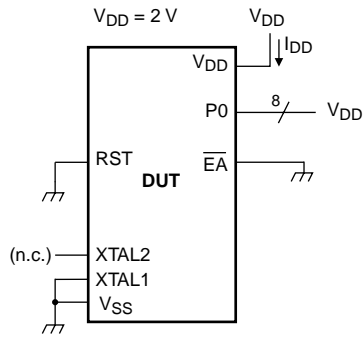 V_DD = 2 V
V_DD
I_DD
V_DD
P0
8
V_DD
RST
EA
DUT
(n.c.)
XTAL2
XTAL1
V_SS